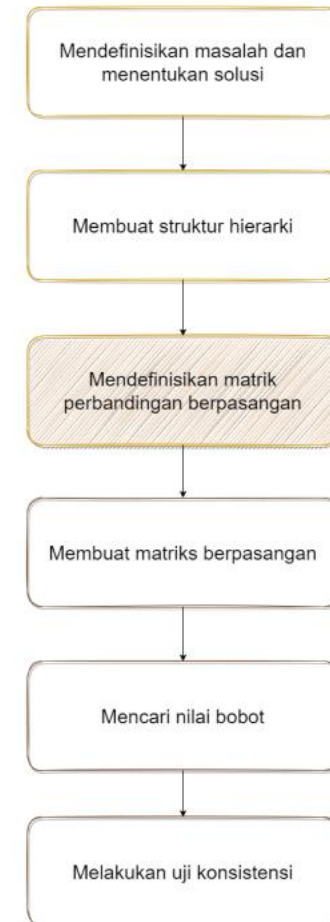 Mendefinisikan masalah dan
menentukan solusi
Membuat struktur hierarki
Mendefinisikan matrik
perbandingan berpasangan
Membuat matriks berpasangan
Mencari nilai bobot
Melakukan uji konsistensi